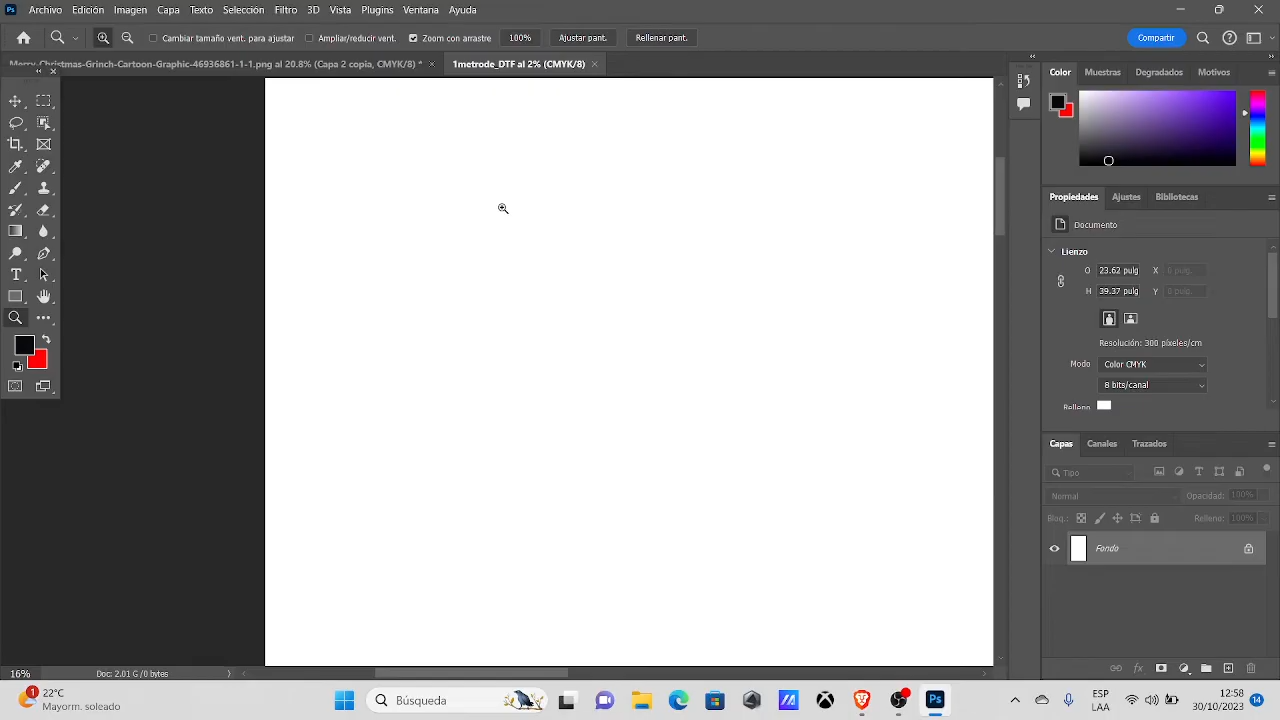 Archivo Edición Imagen Capa Texto Selección Filtro 3D Vista Plugins Ventana Ayuda
Cambiar tamaño vent. para ajustar Ampliar/reducir vent. Zoom con arrastre 100% Ajustar pant. Rellenar pant. Compartir
Merry-Christmas-Grinch-Cartoon-Graphic-46936861-1-1.png al 20.8% (Capa 2 copia, CMYK/8) * 1metrode_DTF al 2% (CMYK/8)
Color Muestras Degradados Motivos
Propiedades Ajustes Bibliotecas
Documento
Lienzo
O 23.62 pulg X 0 pulg.
H 39.37 pulg Y 0 pulg.
Resolución: 300 píxeles/cm
Modo Color CMYK
8 bits/canal
Relleno
Capas Canales Trazados
Tipo
Normal Opacidad: 100%
Bloq.: Relleno: 100%
Fondo
16% Doc: 2.01 G/0 bytes
1 22°C
Mayorm. soleado
Búsqueda
Ps
ESP
LAA
12:58
30/10/2023
14